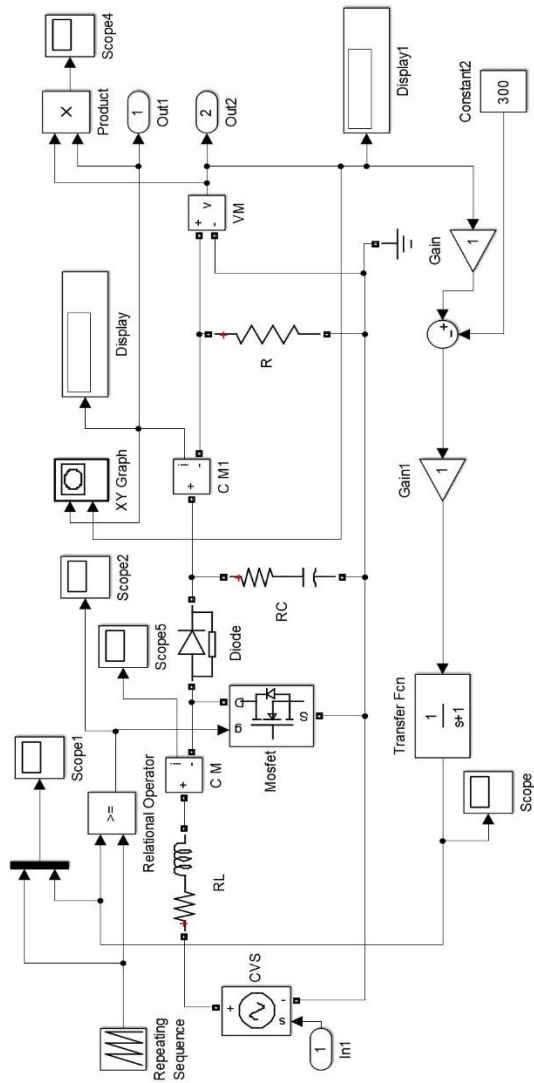 Scope4
×
Product
1
Out1
2
Out2
Display1
Constant2
300
Display
+
v
-
VM
Gain
1
XY Graph
+
i
-
C M1
R
+
-
Scope2
Scope5
Diode
RC
Gain1
1
Scope1
>=
Relational Operator
+
i
-
C M
g
D
S
Mosfet
Transfer Fcn
1
s+1
Scope
RL
Repeating
Sequence
CVS
+
-
s
1
In1